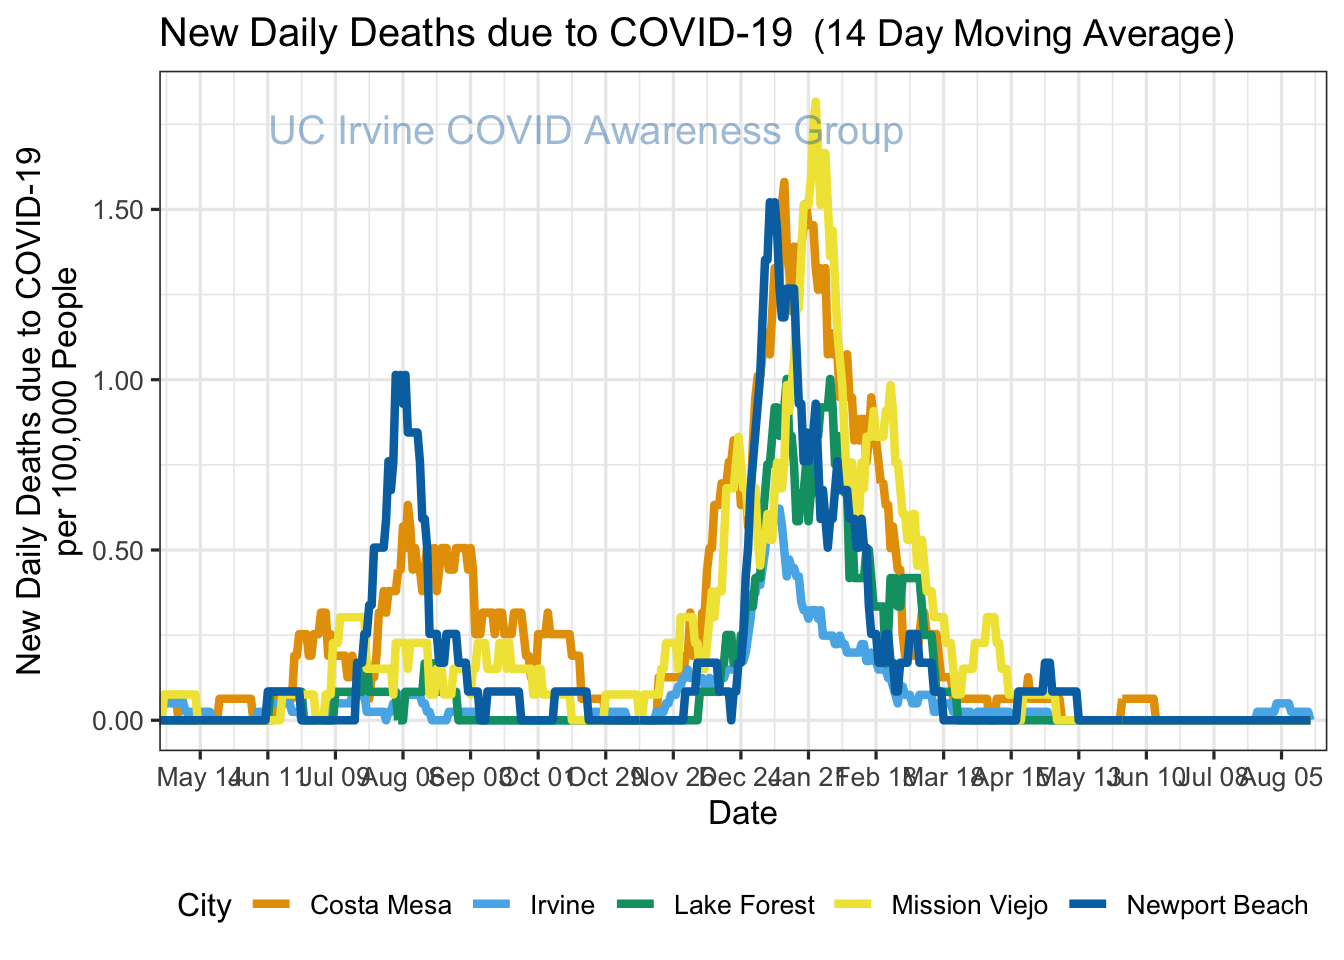 New Daily Deaths due to COVID-19 (14 Day Moving Average)
UC Irvine COVID Awareness Group
New Daily Deaths due to COVID-19
per 100,000 People
1.50
1.00
0.50
0.00
May 14 Jun 11 Jul 09 Aug 06 Sep 03 Oct 01 Oct 29 Nov 26 Dec 24 Jan 21 Feb 18 Mar 18 Apr 15 May 13 Jun 10 Jul 08 Aug 05
Date
City Costa Mesa Irvine Lake Forest Mission Viejo Newport Beach